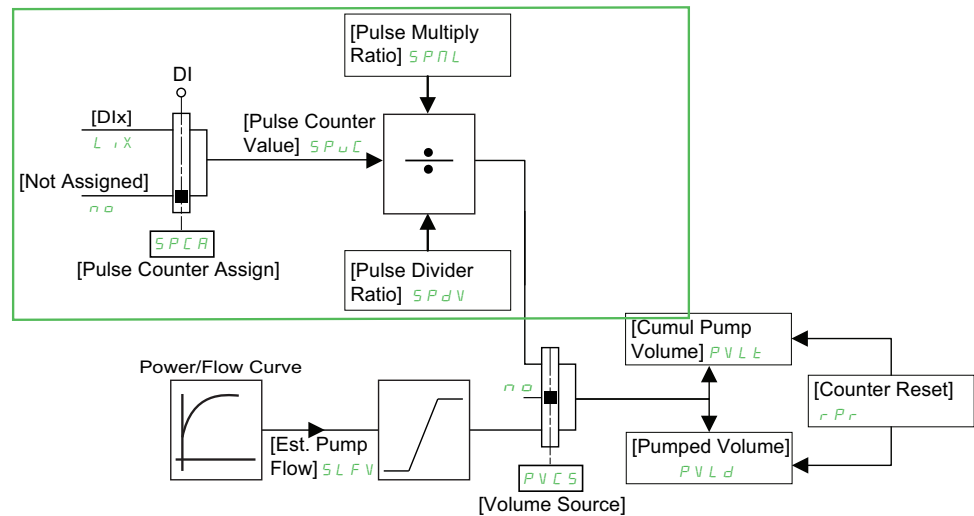 [Pulse Multiply
Ratio] SPML
DI
[DIx]
LiX
[Pulse Counter
Value] SPuC
[Not Assigned]
no
SPCA
[Pulse Counter Assign]
[Pulse Divider
Ratio] SPdV
[Cumul Pump
Volume] PVLt
Power/Flow Curve
no
[Counter Reset]
rPr
[Est. Pump
Flow] SLFV
[Pumped Volume]
PVLd
PVCS
[Volume Source]